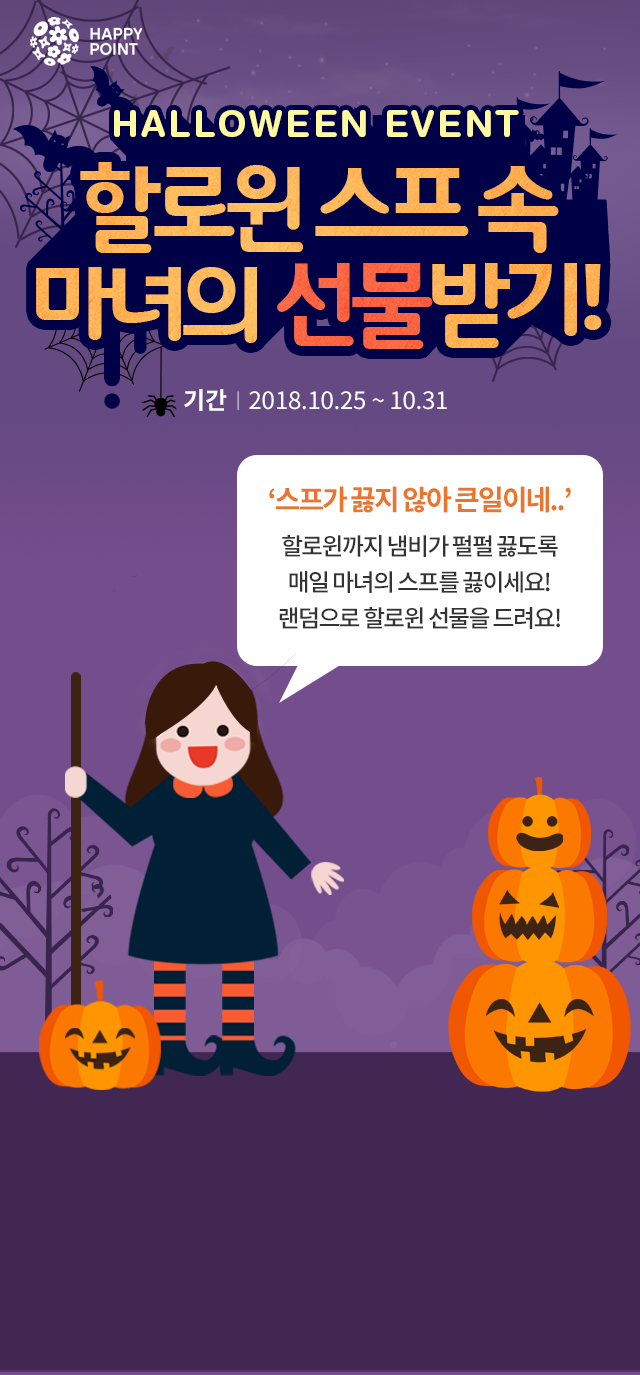 HAPPY
POINT
HALLOWEEN EVENT
할로윈 스프 속
마녀의 선물받기!
기간 | 2018.10.25 ~ 10.31
‘스프가 끓지 않아 큰일이네..’
할로윈까지 냄비가 펄펄 끓도록
매일 마녀의 스프를 끓이세요!
랜덤으로 할로윈 선물을 드려요!